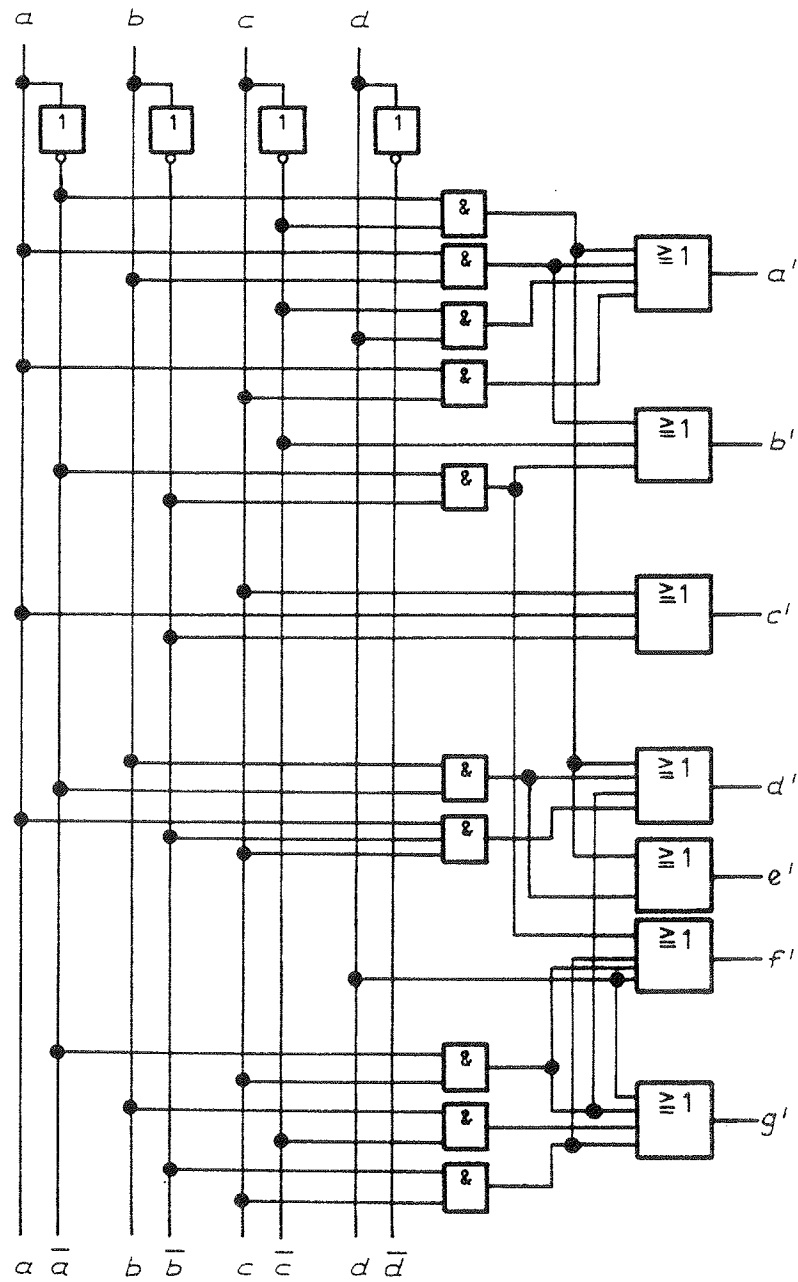 a b c d
1 1 1 1
&
&
≥1 a'
&
&
≥1 b'
&
≥1 c'
&
≥1 d'
&
≥1 e'
≥1 f'
&
&
≥1 g'
&
a a̅ b b̅ c c̅ d d̅